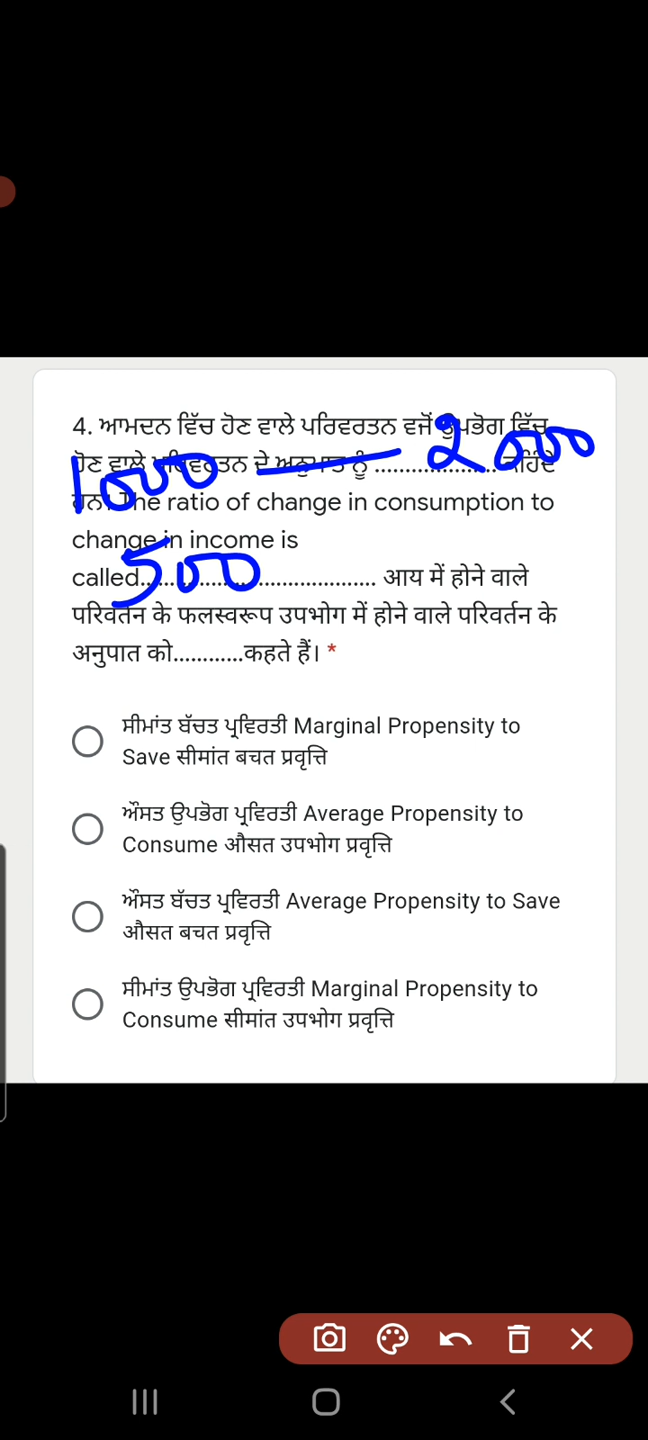 4. ਆਮਦਨ ਵਿੱਚ ਹੋਣ ਵਾਲੇ ਪਰਿਵਰਤਨ ਵਜੋਂ ਉਪਭੋਗ ਵਿੱਚ
2000
ਹੋਣ ਵਾਲੇ ਪਰਿਵਰਤਨ ਦੇ ਅਨੁਪਾਤ ਨੂੰ .................... ਕਹਿੰਦੇ
1000
ਹਨ। The ratio of change in consumption to
change in income is
500
called....................................... आय में होने वाले
परिवर्तन के फलस्वरूप उपभोग में होने वाले परिवर्तन के
अनुपात को............कहते हैं। *
ਸੀਮਾਂਤ ਬੱਚਤ ਪ੍ਰਵਿਰਤੀ Marginal Propensity to
Save सीमांत बचत प्रवृत्ति
ਔਸਤ ਉਪਭੋਗ ਪ੍ਰਵਿਰਤੀ Average Propensity to
Consume औसत उपभोग प्रवृत्ति
ਔਸਤ ਬੱਚਤ ਪ੍ਰਵਿਰਤੀ Average Propensity to Save
औसत बचत प्रवृत्ति
ਸੀਮਾਂਤ ਉਪਭੋਗ ਪ੍ਰਵਿਰਤੀ Marginal Propensity to
Consume सीमांत उपभोग प्रवृत्ति